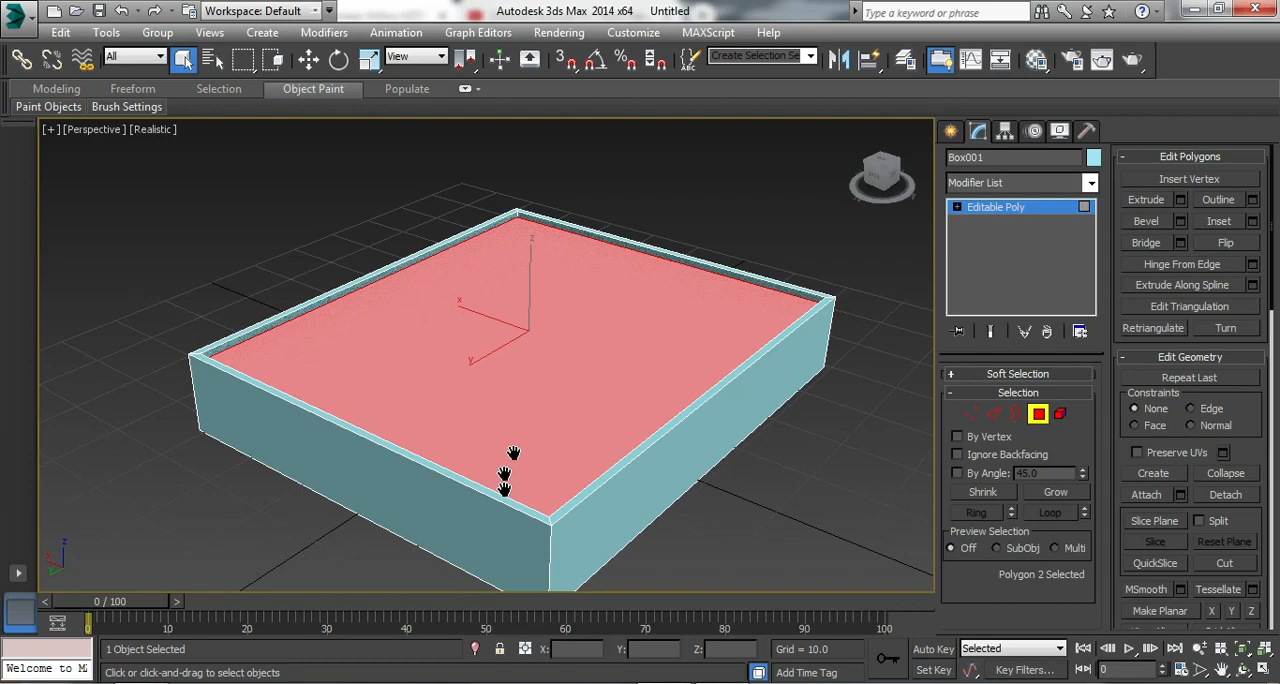 Workspace: Default
Autodesk 3ds Max 2014 x64 Untitled
Type a keyword or phrase
Edit Tools Group Views Create Modifiers Animation Graph Editors Rendering Customize MAXScript Help
All View Create Selection Se
Modeling Freeform Selection Object Paint Populate
Paint Objects Brush Settings
[+] [Perspective] [Realistic]
Box001
Modifier List
Editable Poly
Soft Selection
Selection
By Vertex
Ignore Backfacing
By Angle: 45.0
Shrink Grow
Ring Loop
Preview Selection
Off SubObj Multi
Polygon 2 Selected
Edit Polygons
Insert Vertex
Extrude Outline
Bevel Inset
Bridge Flip
Hinge From Edge
Extrude Along Spline
Edit Triangulation
Retriangulate Turn
Edit Geometry
Repeat Last
Constraints
None Edge
Face Normal
Preserve UVs
Create Collapse
Attach Detach
Slice Plane Split
Slice Reset Plane
QuickSlice Cut
MSmooth Tessellate
Make Planar X Y Z
z
x
y
z
0 / 100
0 10 20 30 40 50 60 70 80 90 100
1 Object Selected X: Y: Z: Grid = 10.0 Auto Key Selected
Welcome to M Click or click-and-drag to select objects Add Time Tag Set Key Key Filters... 0